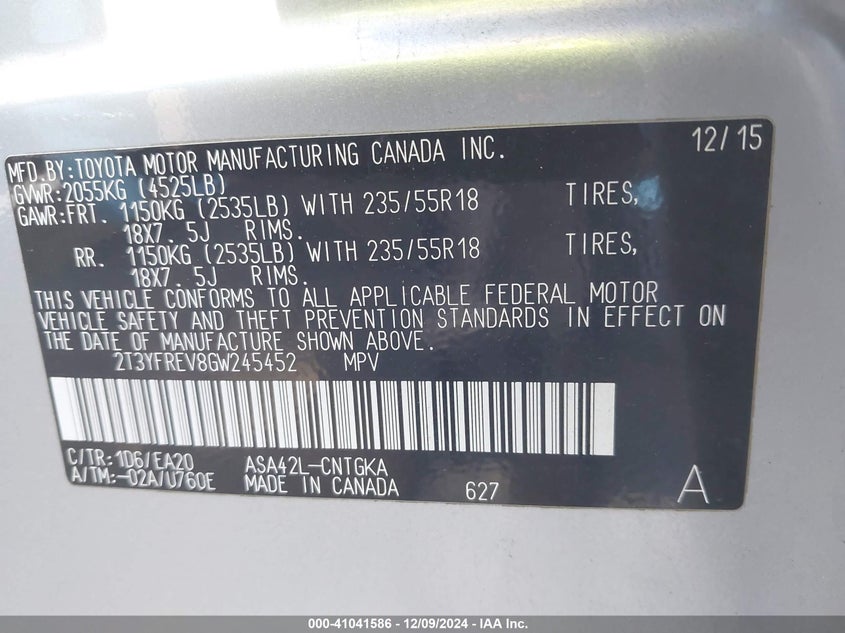 MFD.BY:TOYOTA MOTOR MANUFACTURING CANADA INC. 12/15
GVWR:2055KG (4525LB)
GAWR:FRT. 1150KG (2535LB) WITH 235/55R18 TIRES,
18X7. 5J RIMS.
RR. 1150KG (2535LB) WITH 235/55R18 TIRES,
18X7. 5J RIMS.
THIS VEHICLE CONFORMS TO ALL APPLICABLE FEDERAL MOTOR
VEHICLE SAFETY AND THEFT PREVENTION STANDARDS IN EFFECT ON
THE DATE OF MANUFACTURE SHOWN ABOVE.
2T3YFREV8GW245452 MPV
C/TR:1D6/EA20 ASA42L-CNTGKA
A/TM:-02A/U760E MADE IN CANADA 627 A
000-41041586 - 12/09/2024 - IAA Inc.